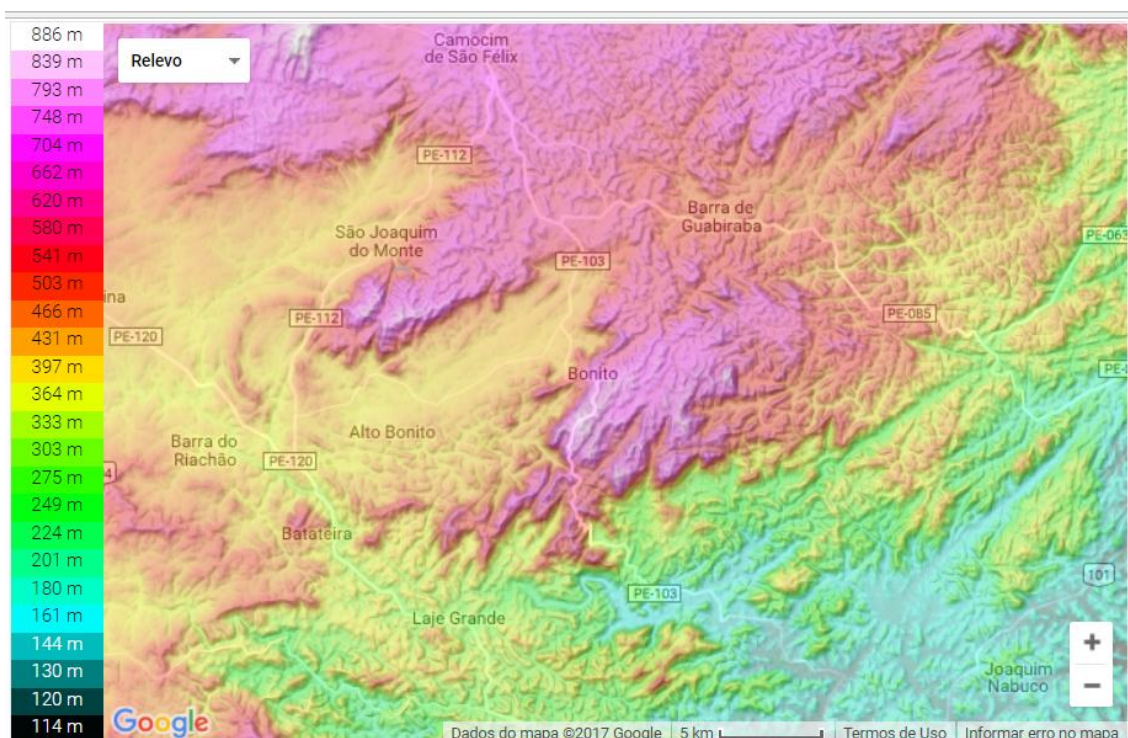 886 m
839 m
793 m
748 m
704 m
662 m
620 m
580 m
541 m
503 m
466 m
431 m
397 m
364 m
333 m
303 m
275 m
249 m
224 m
201 m
180 m
161 m
144 m
130 m
120 m
114 m
Relevo
Camocim
de São Félix
PE-112
Barra de
Guabiraba
São Joaquim
do Monte
PE-063
PE-103
ina
PE-112
PE-085
PE-120
Bonito
Alto Bonito
Barra do
Riachão
PE-120
4
Batateira
101
PE-103
Laje Grande
+
Joaquim
Nabuco
−
Google
Dados do mapa ©2017 Google
5 km
Termos de Uso
Informar erro no mapa